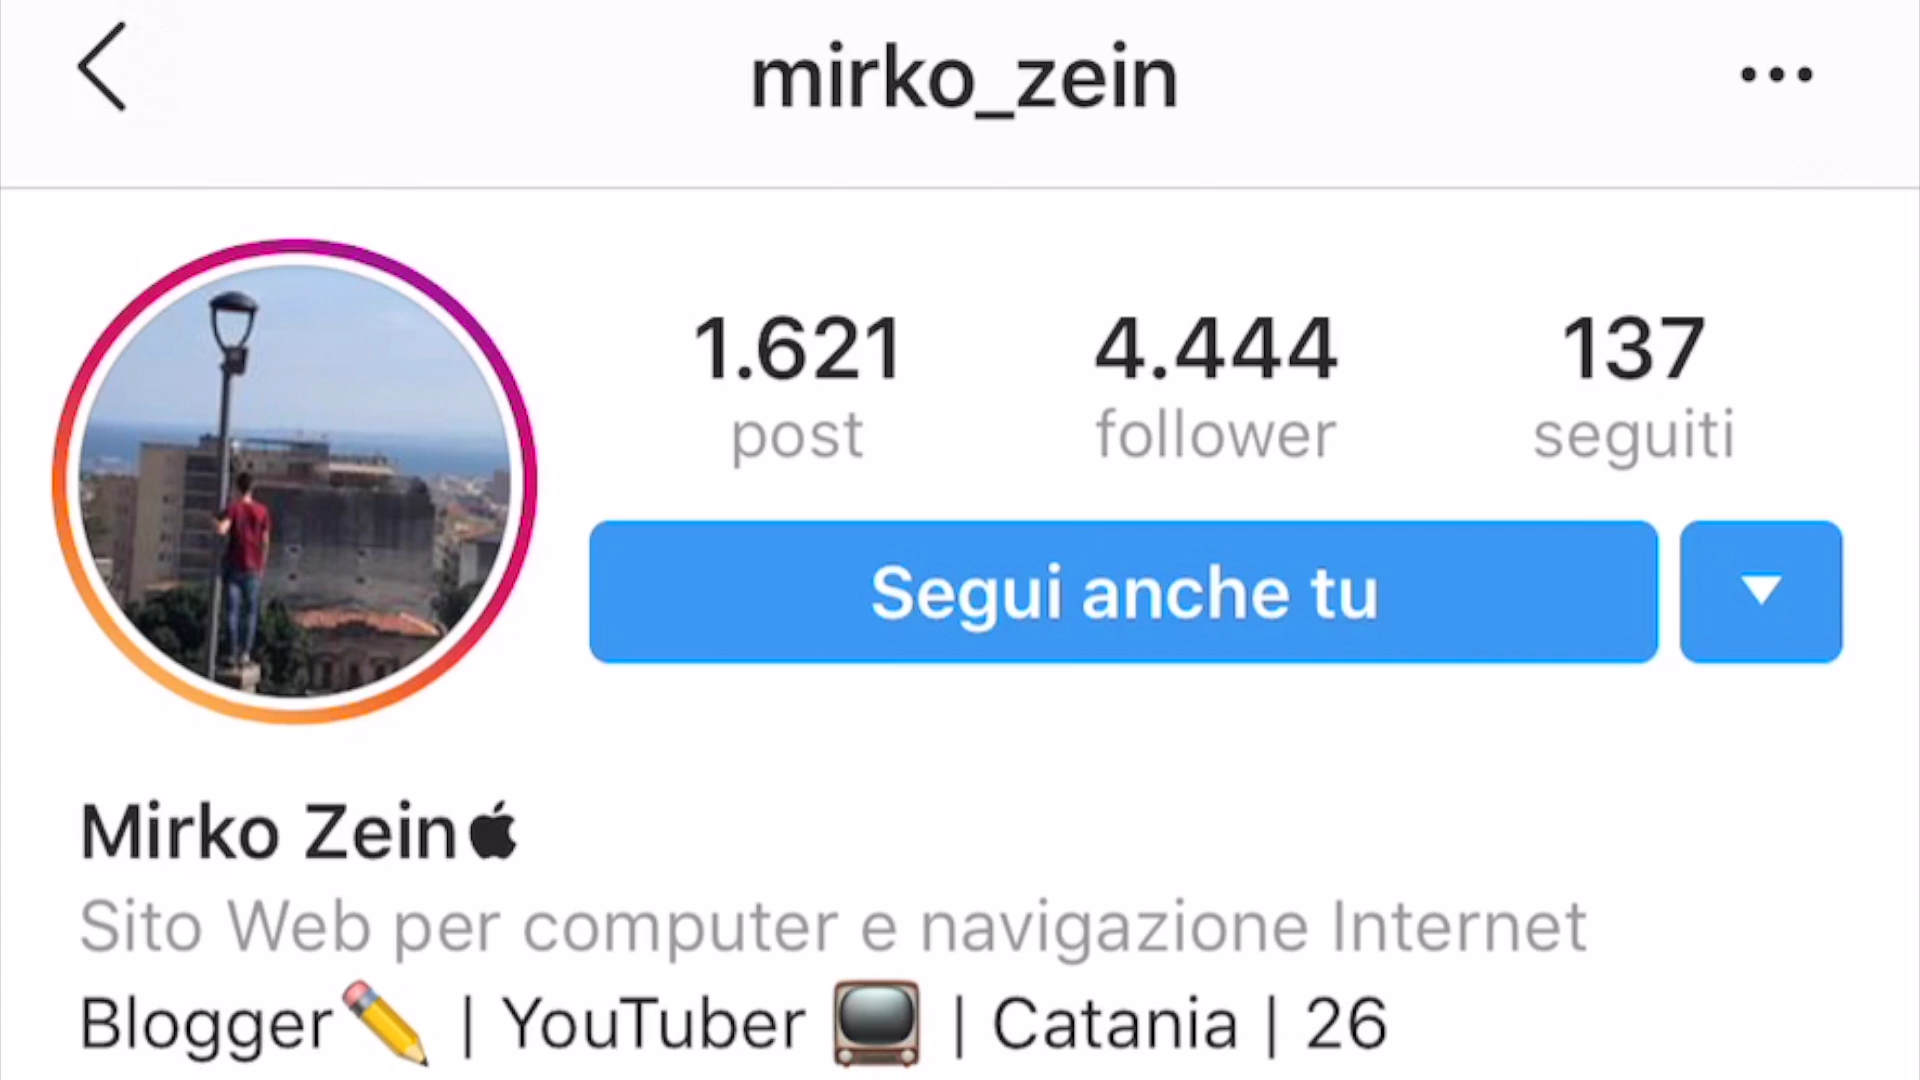 mirko_zein
1.621 4.444 137
post follower seguiti
Segui anche tu
Mirko Zein
Sito Web per computer e navigazione Internet
Blogger✏️ | YouTuber 📺 | Catania | 26